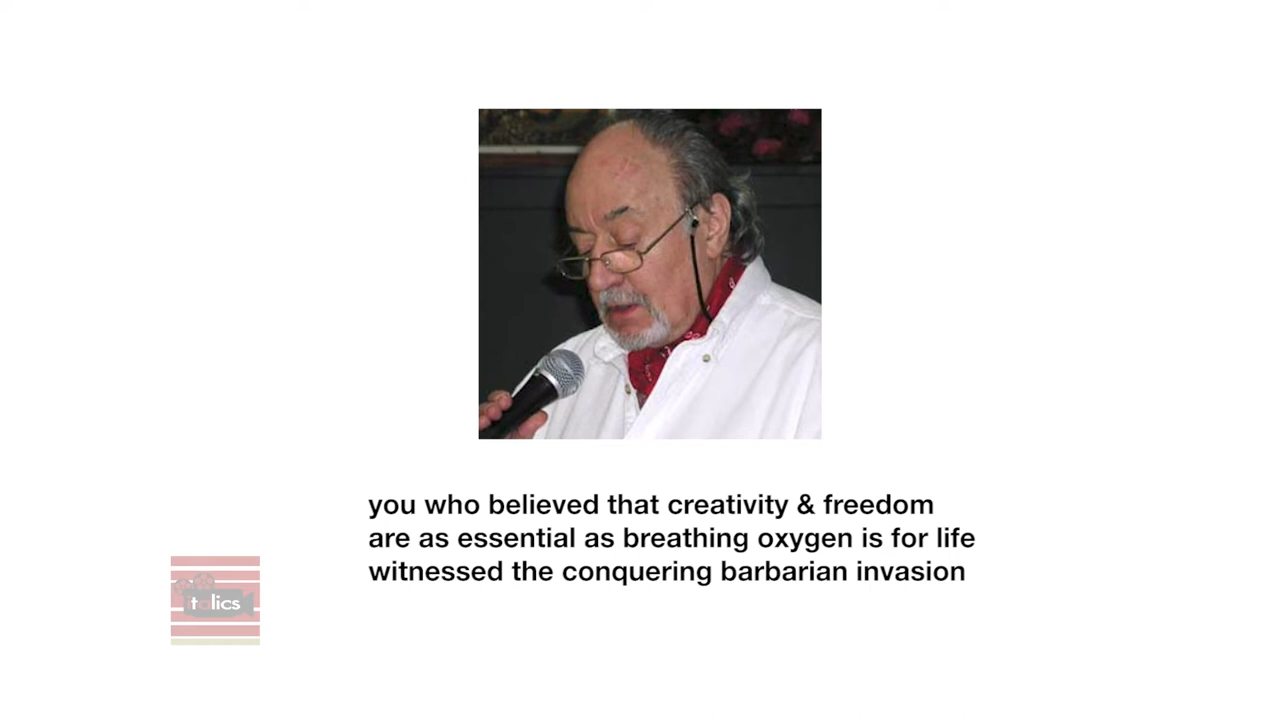 you who believed that creativity & freedom
are as essential as breathing oxygen is for life
witnessed the conquering barbarian invasion
italics